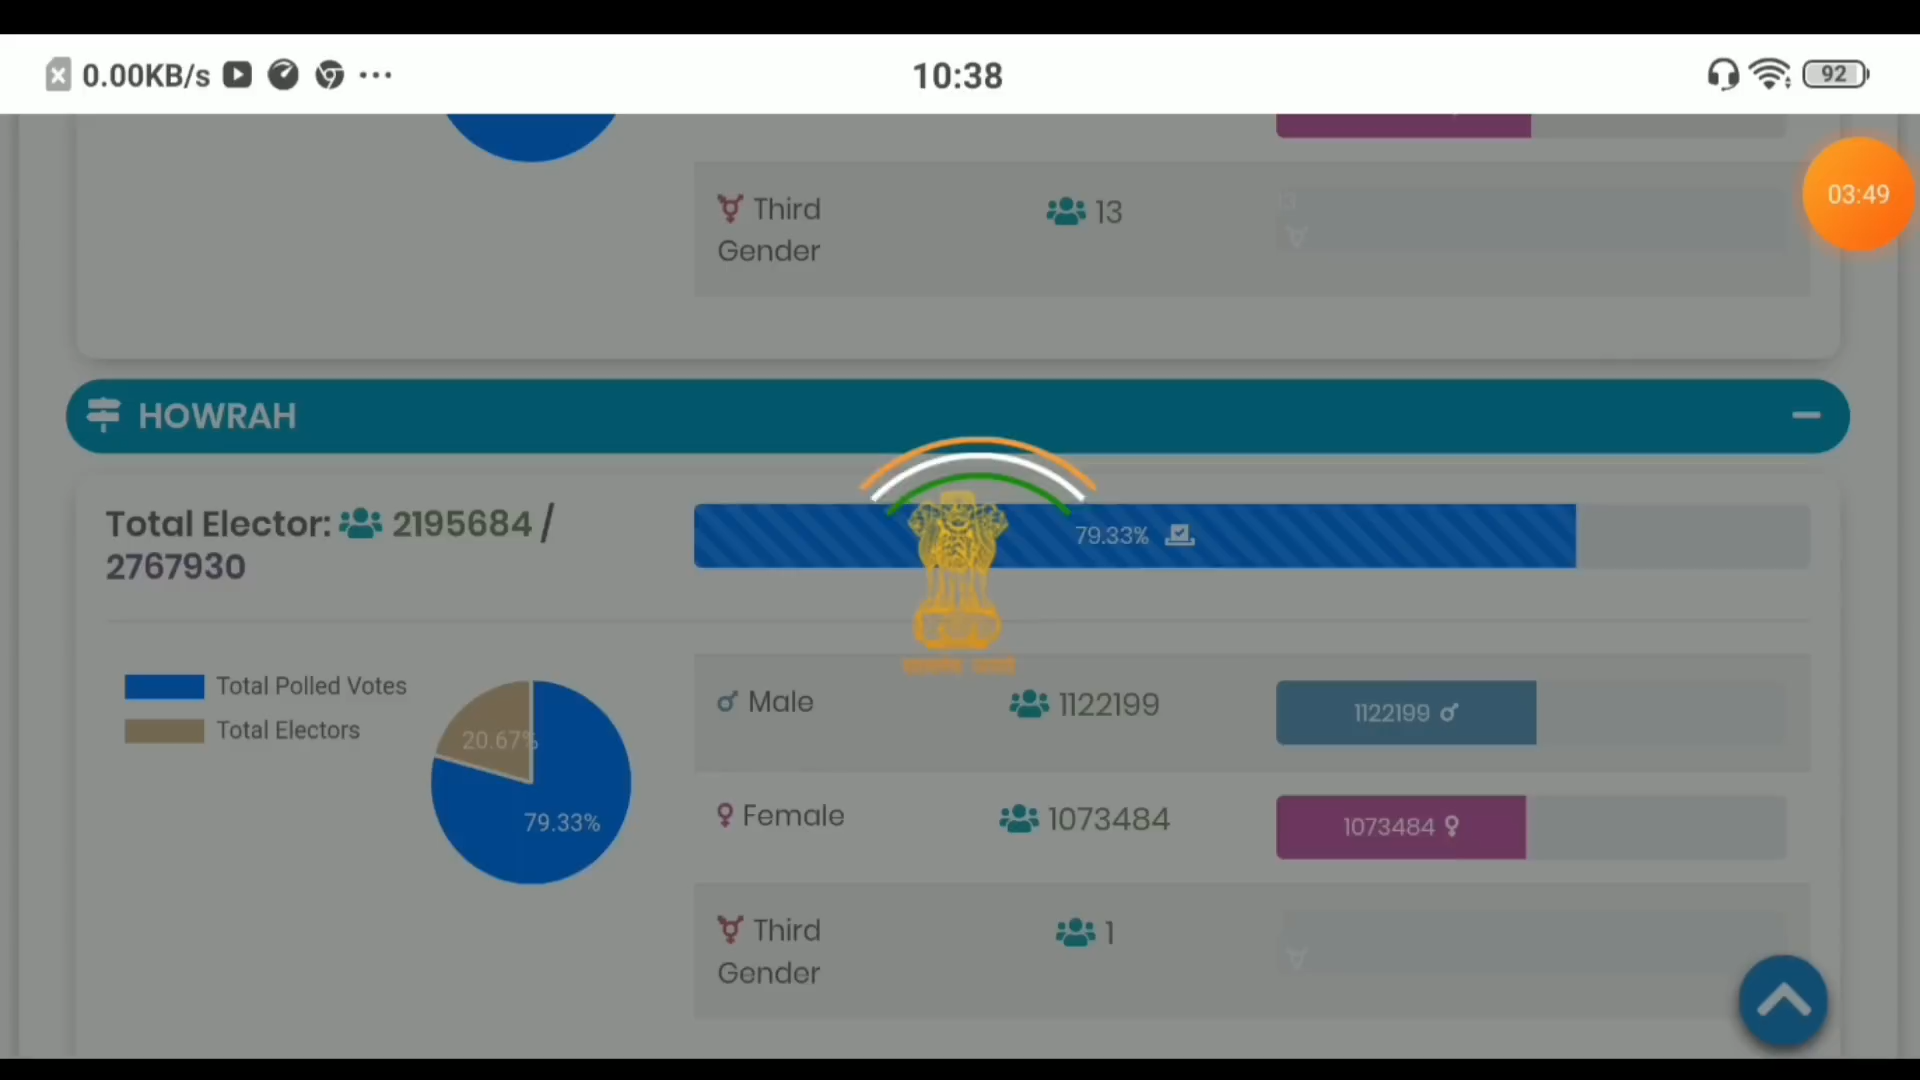 0.00KB/s
10:38
92
03:49
Third
Gender
13
13
HOWRAH
Total Elector: 2195684 /
2767930
79.33%
Total Polled Votes
Total Electors
20.67%
79.33%
Male
1122199
1122199
Female
1073484
1073484
Third
Gender
1